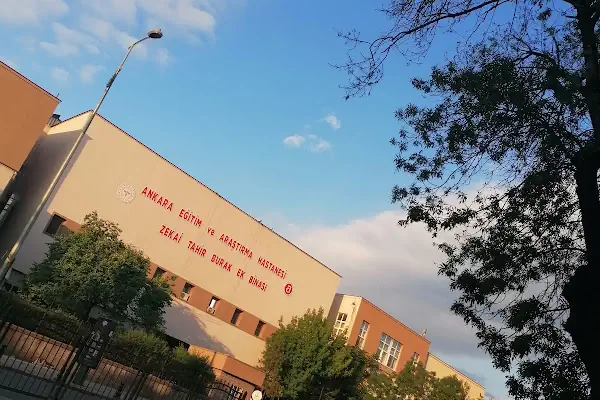 ANKARA EĞİTİM ve ARAŞTIRMA HASTANESİ
ZEKAİ TAHİR BURAK EK BİNASI